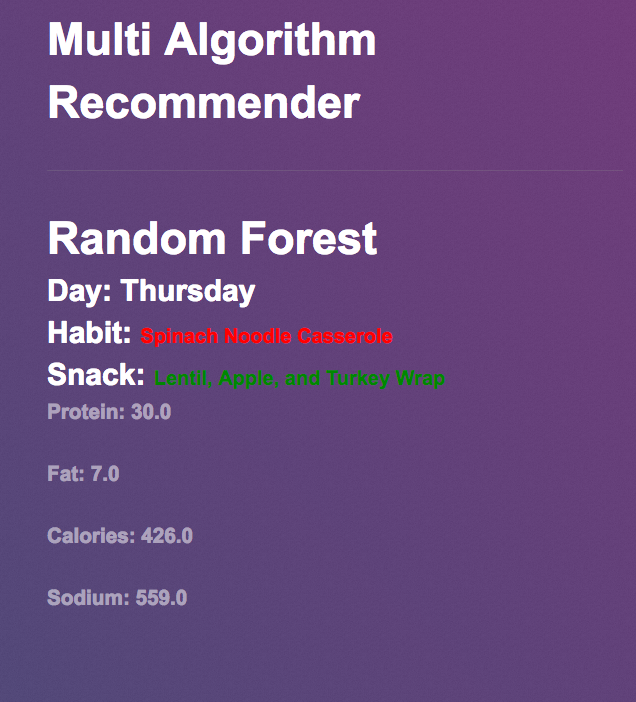 Multi Algorithm
Recommender
Random Forest
Day: Thursday
Habit: Spinach Noodle Casserole
Snack: Lentil, Apple, and Turkey Wrap
Protein: 30.0
Fat: 7.0
Calories: 426.0
Sodium: 559.0